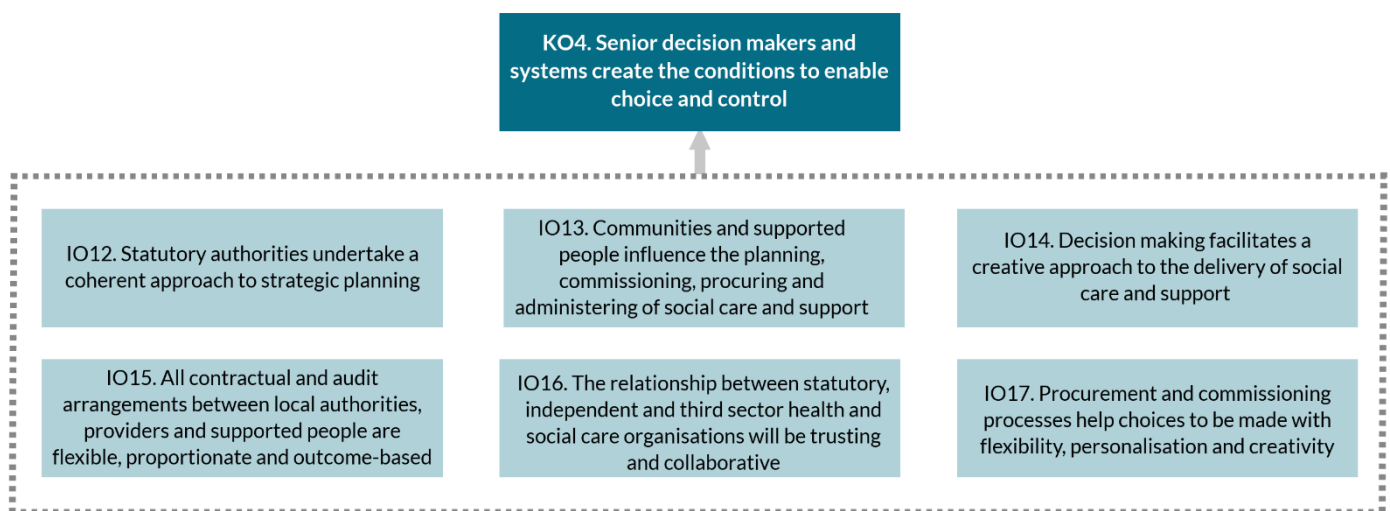 KO4. Senior decision makers and
systems create the conditions to enable
choice and control
IO12. Statutory authorities undertake a
coherent approach to strategic planning
IO13. Communities and supported
people influence the planning,
commissioning, procuring and
administering of social care and support
IO14. Decision making facilitates a
creative approach to the delivery of social
care and support
IO15. All contractual and audit
arrangements between local authorities,
providers and supported people are
flexible, proportionate and outcome-based
IO16. The relationship between statutory,
independent and third sector health and
social care organisations will be trusting
and collaborative
IO17. Procurement and commissioning
processes help choices to be made with
flexibility, personalisation and creativity